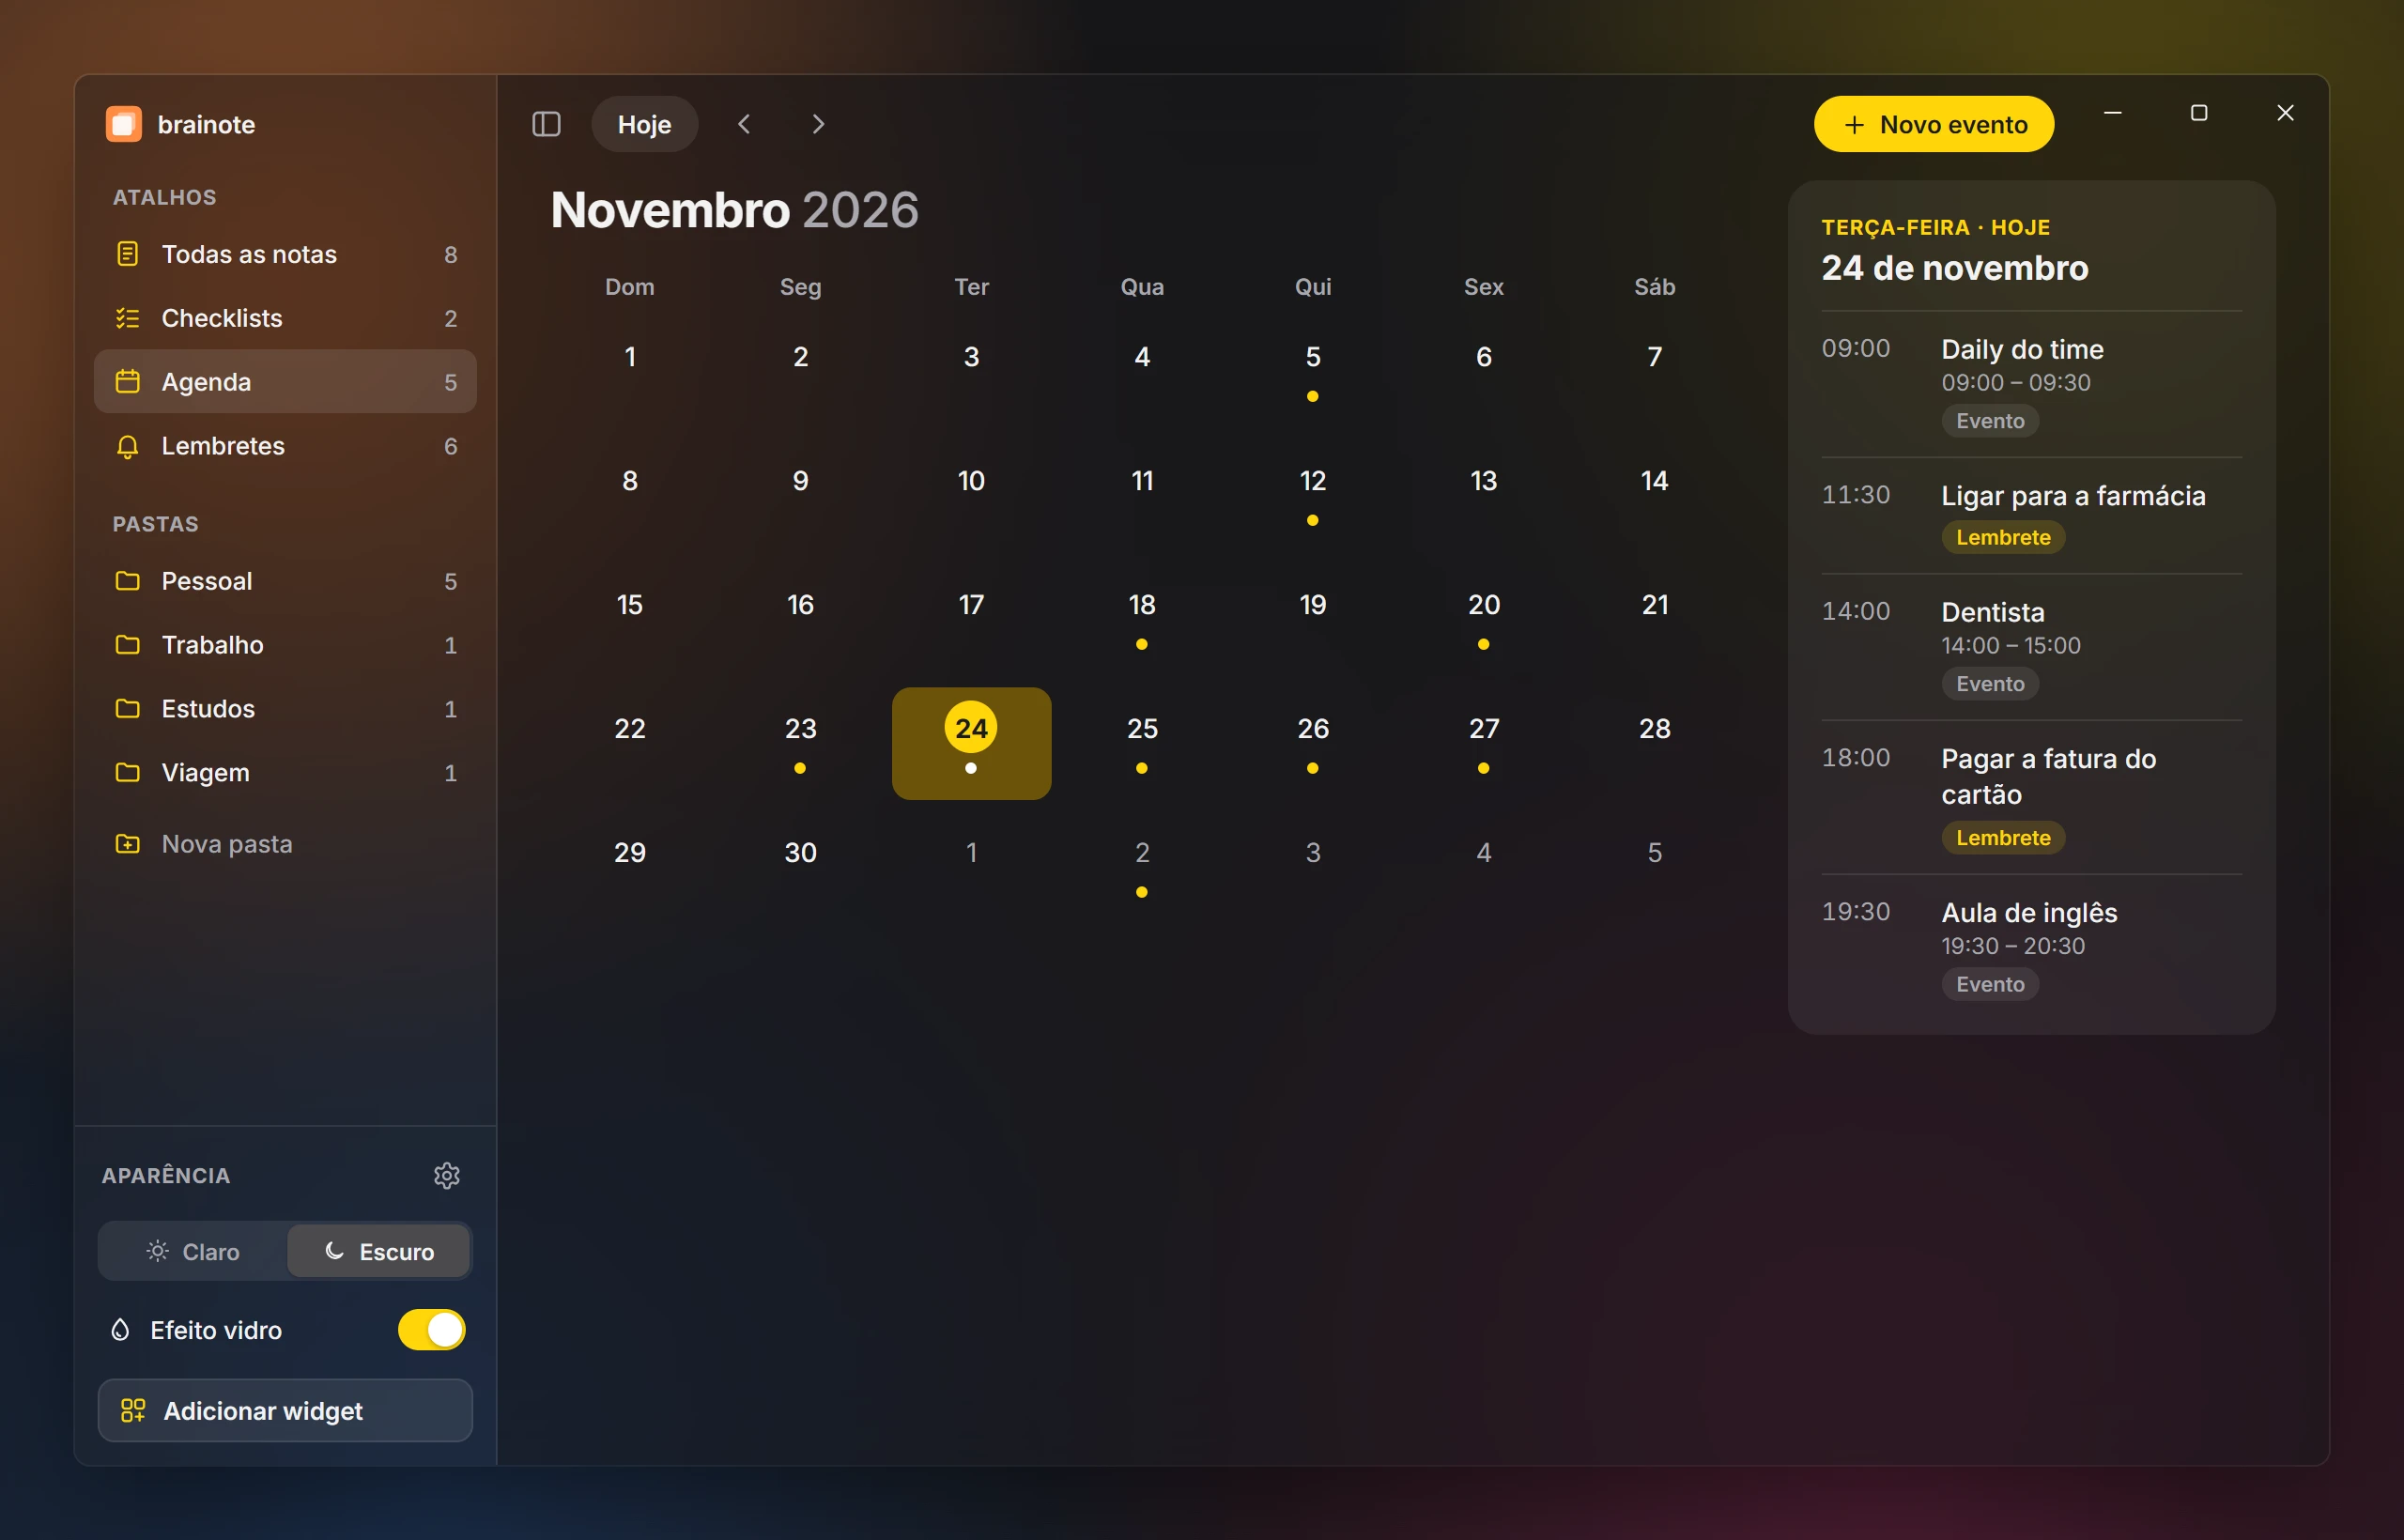 brainote
ATALHOS
Todas as notas 8
Checklists 2
Agenda 5
Lembretes 6
PASTAS
Pessoal 5
Trabalho 1
Estudos 1
Viagem 1
Nova pasta
APARÊNCIA
Claro Escuro
Efeito vidro
Adicionar widget
Hoje
Novo evento
Novembro 2026
Dom Seg Ter Qua Qui Sex Sáb
1 2 3 4 5 6 7
8 9 10 11 12 13 14
15 16 17 18 19 20 21
22 23 24 25 26 27 28
29 30 1 2 3 4 5
TERÇA-FEIRA · HOJE
24 de novembro
09:00 Daily do time
09:00 – 09:30
Evento
11:30 Ligar para a farmácia
Lembrete
14:00 Dentista
14:00 – 15:00
Evento
18:00 Pagar a fatura do
cartão
Lembrete
19:30 Aula de inglês
19:30 – 20:30
Evento